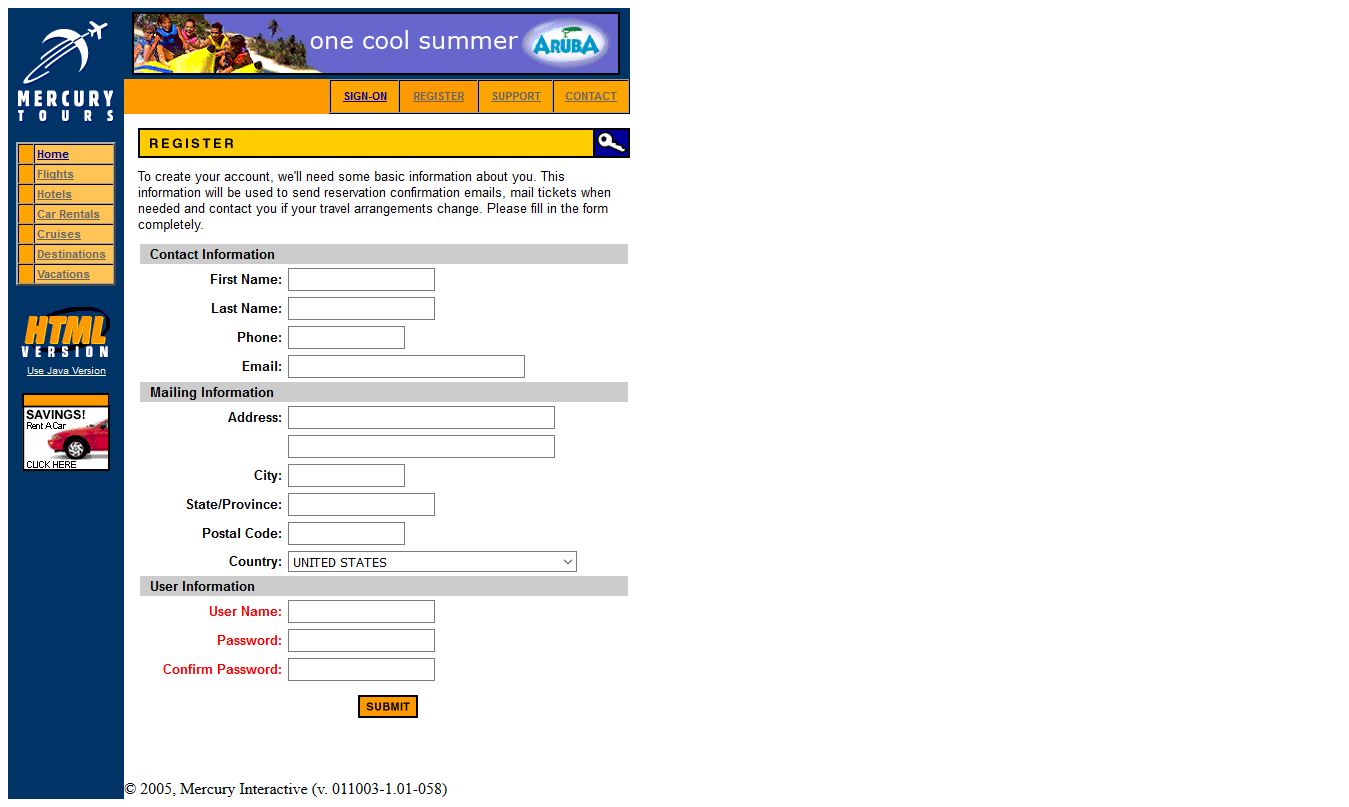 one cool summer ARUBA
MERCURY
TOURS
SIGN-ON REGISTER SUPPORT CONTACT
Home
Flights
Hotels
Car Rentals
Cruises
Destinations
Vacations
HTML
VERSION
Use Java Version
SAVINGS!
Rent A Car
CLICK HERE
REGISTER
To create your account, we'll need some basic information about you. This
information will be used to send reservation confirmation emails, mail tickets when
needed and contact you if your travel arrangements change. Please fill in the form
completely.
Contact Information
First Name:
Last Name:
Phone:
Email:
Mailing Information
Address:
City:
State/Province:
Postal Code:
Country: UNITED STATES
User Information
User Name:
Password:
Confirm Password:
SUBMIT
© 2005, Mercury Interactive (v. 011003-1.01-058)